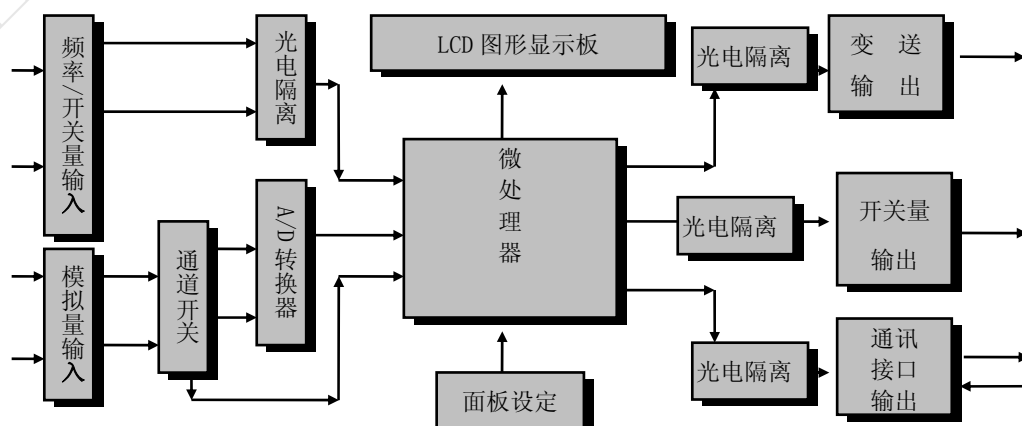 频率/开关量输入
光电隔离
LCD 图形显示板
光电隔离
变 送
输 出
微处理器
A/D转换器
通道开关
模拟量输入
光电隔离
开关量
输出
光电隔离
通讯
接口
输出
面板设定